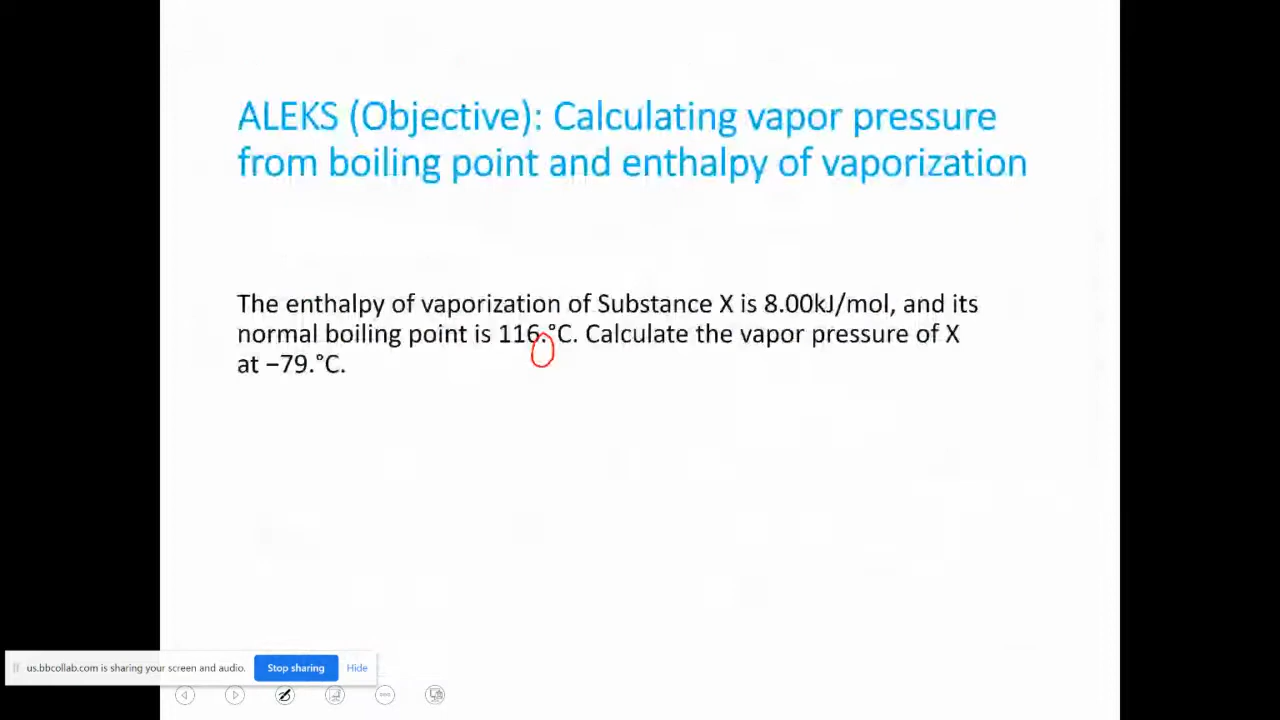 ALEKS (Objective): Calculating vapor pressure
from boiling point and enthalpy of vaporization
The enthalpy of vaporization of Substance X is 8.00kJ/mol, and its
normal boiling point is 116.°C. Calculate the vapor pressure of X
at −79.°C.
us.bbcollab.com is sharing your screen and audio. Stop sharing Hide